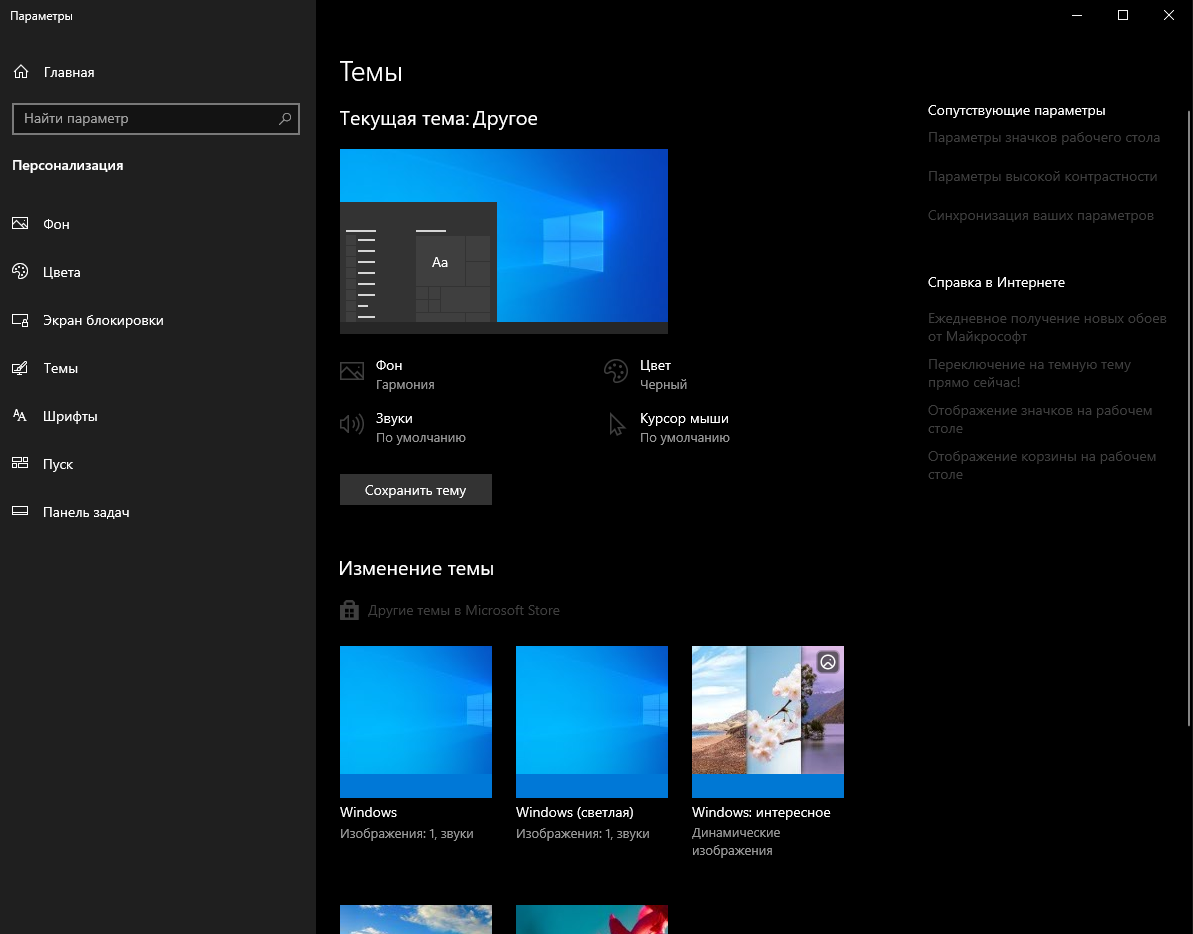 Параметры
Главная
Найти параметр
Персонализация
Фон
Цвета
Экран блокировки
Темы
Шрифты
Пуск
Панель задач
Темы
Текущая тема: Другое
Aa
Фон
Гармония
Цвет
Черный
Звуки
По умолчанию
Курсор мыши
По умолчанию
Сохранить тему
Изменение темы
Другие темы в Microsoft Store
Windows
Изображения: 1, звуки
Windows (светлая)
Изображения: 1, звуки
Windows: интересное
Динамические
изображения
Сопутствующие параметры
Параметры значков рабочего стола
Параметры высокой контрастности
Синхронизация ваших параметров
Справка в Интернете
Ежедневное получение новых обоев
от Майкрософт
Переключение на темную тему
прямо сейчас!
Отображение значков на рабочем
столе
Отображение корзины на рабочем
столе